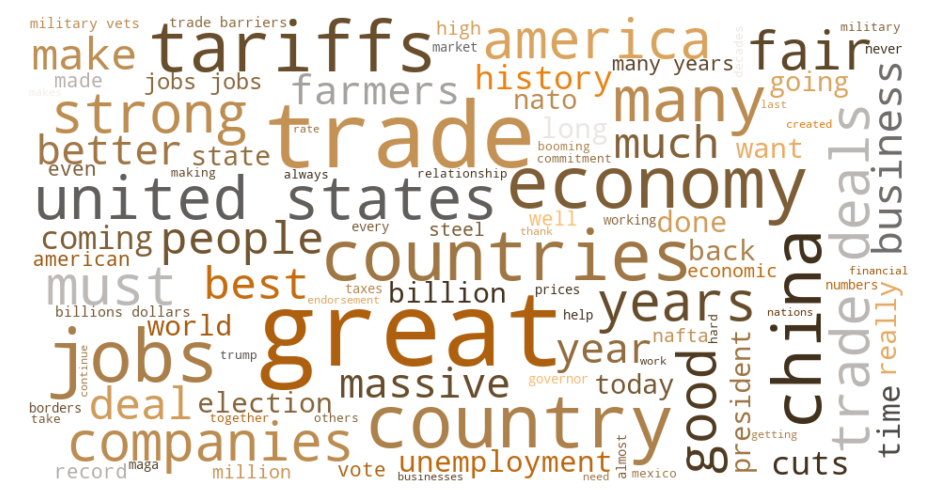 military vets
trade barriers
high
military
make
tariffs
market
america
decades
fair
never
made
jobs jobs
history
many years
going
makes
farmers
nato
many
last
strong
trade
rate
long
booming
much
created
trade deals
business
better
state
commitment
want
even
making
always
relationship
economy
united states
well
every
steel
thank
working
done
coming
people
countries
back
american
economic
china
financial
must
best
taxes
billion
prices
years
numbers
endorsement
billions dollars
world
great
help
nafta
hard
nations
really
jobs
continue
trump
year
work
good
president
massive
governor
today
time
borders
deal
election
take
together
others
country
getting
companies
almost
record
maga
million
vote
unemployment
businesses
need
mexico
cuts